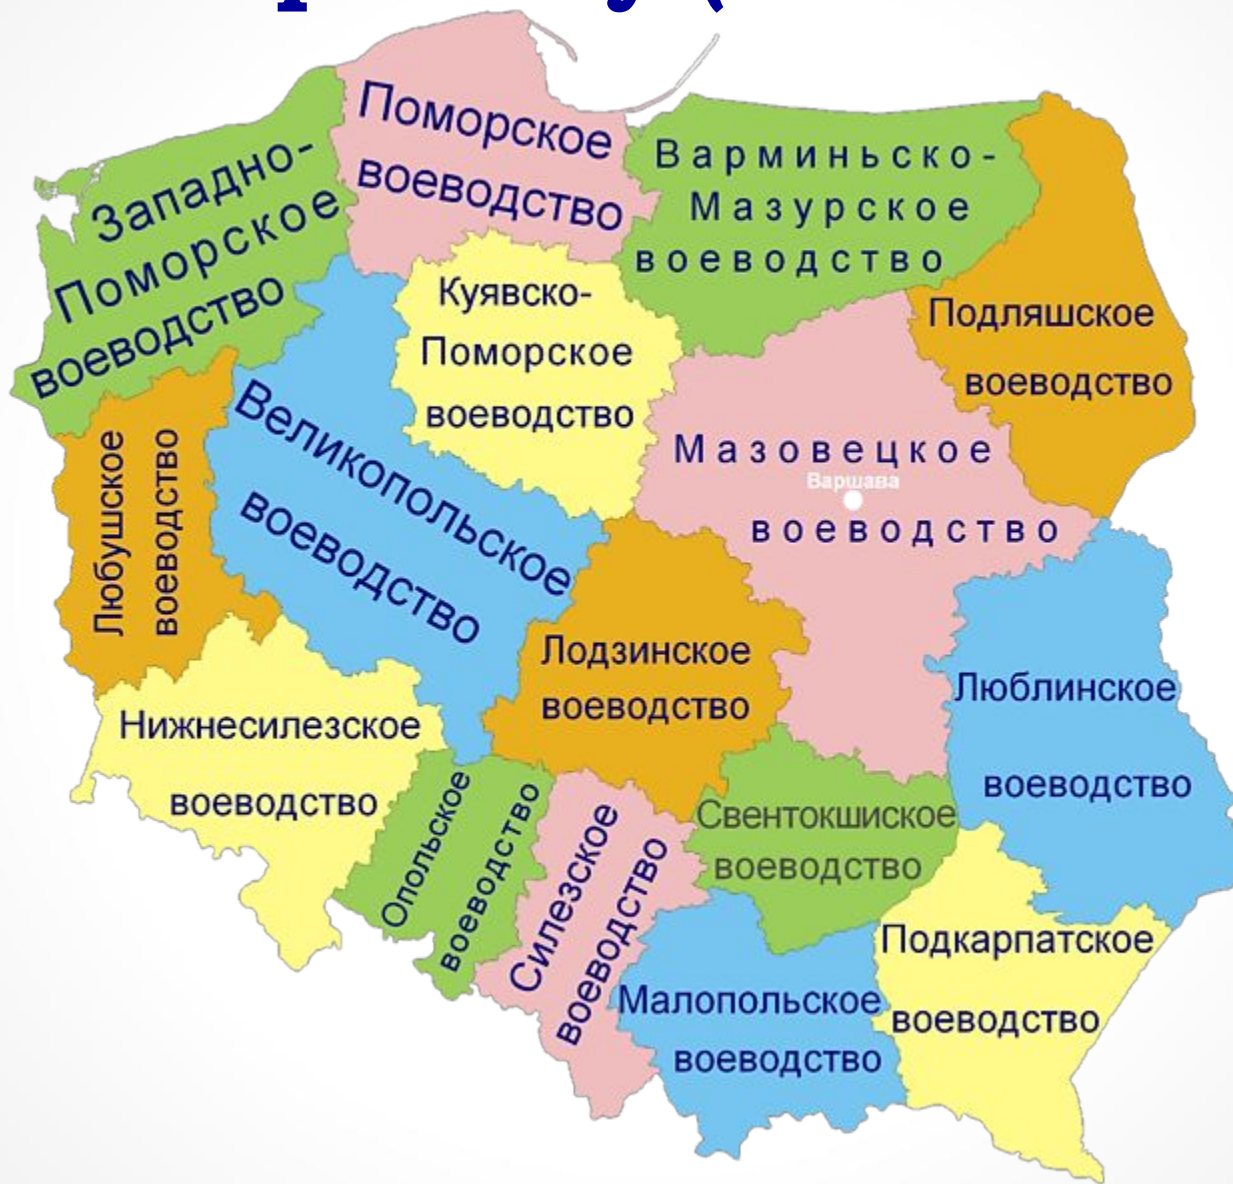 Поморское
воеводство
Западно-
Поморское
воеводство
Варминьско-
Мазурское
воеводство
Подляшское
воеводство
Куявско-
Поморское
воеводство
Великопольское
воеводство
Любушское
воеводство
Мазовецкое
Варшава
воеводство
Лодзинское
воеводство
Люблинское
воеводство
Нижнесилезское
воеводство
Опольское
воеводство
Силезское
воеводство
Свентокшиское
воеводство
Подкарпатское
воеводство
Малопольское
воеводство